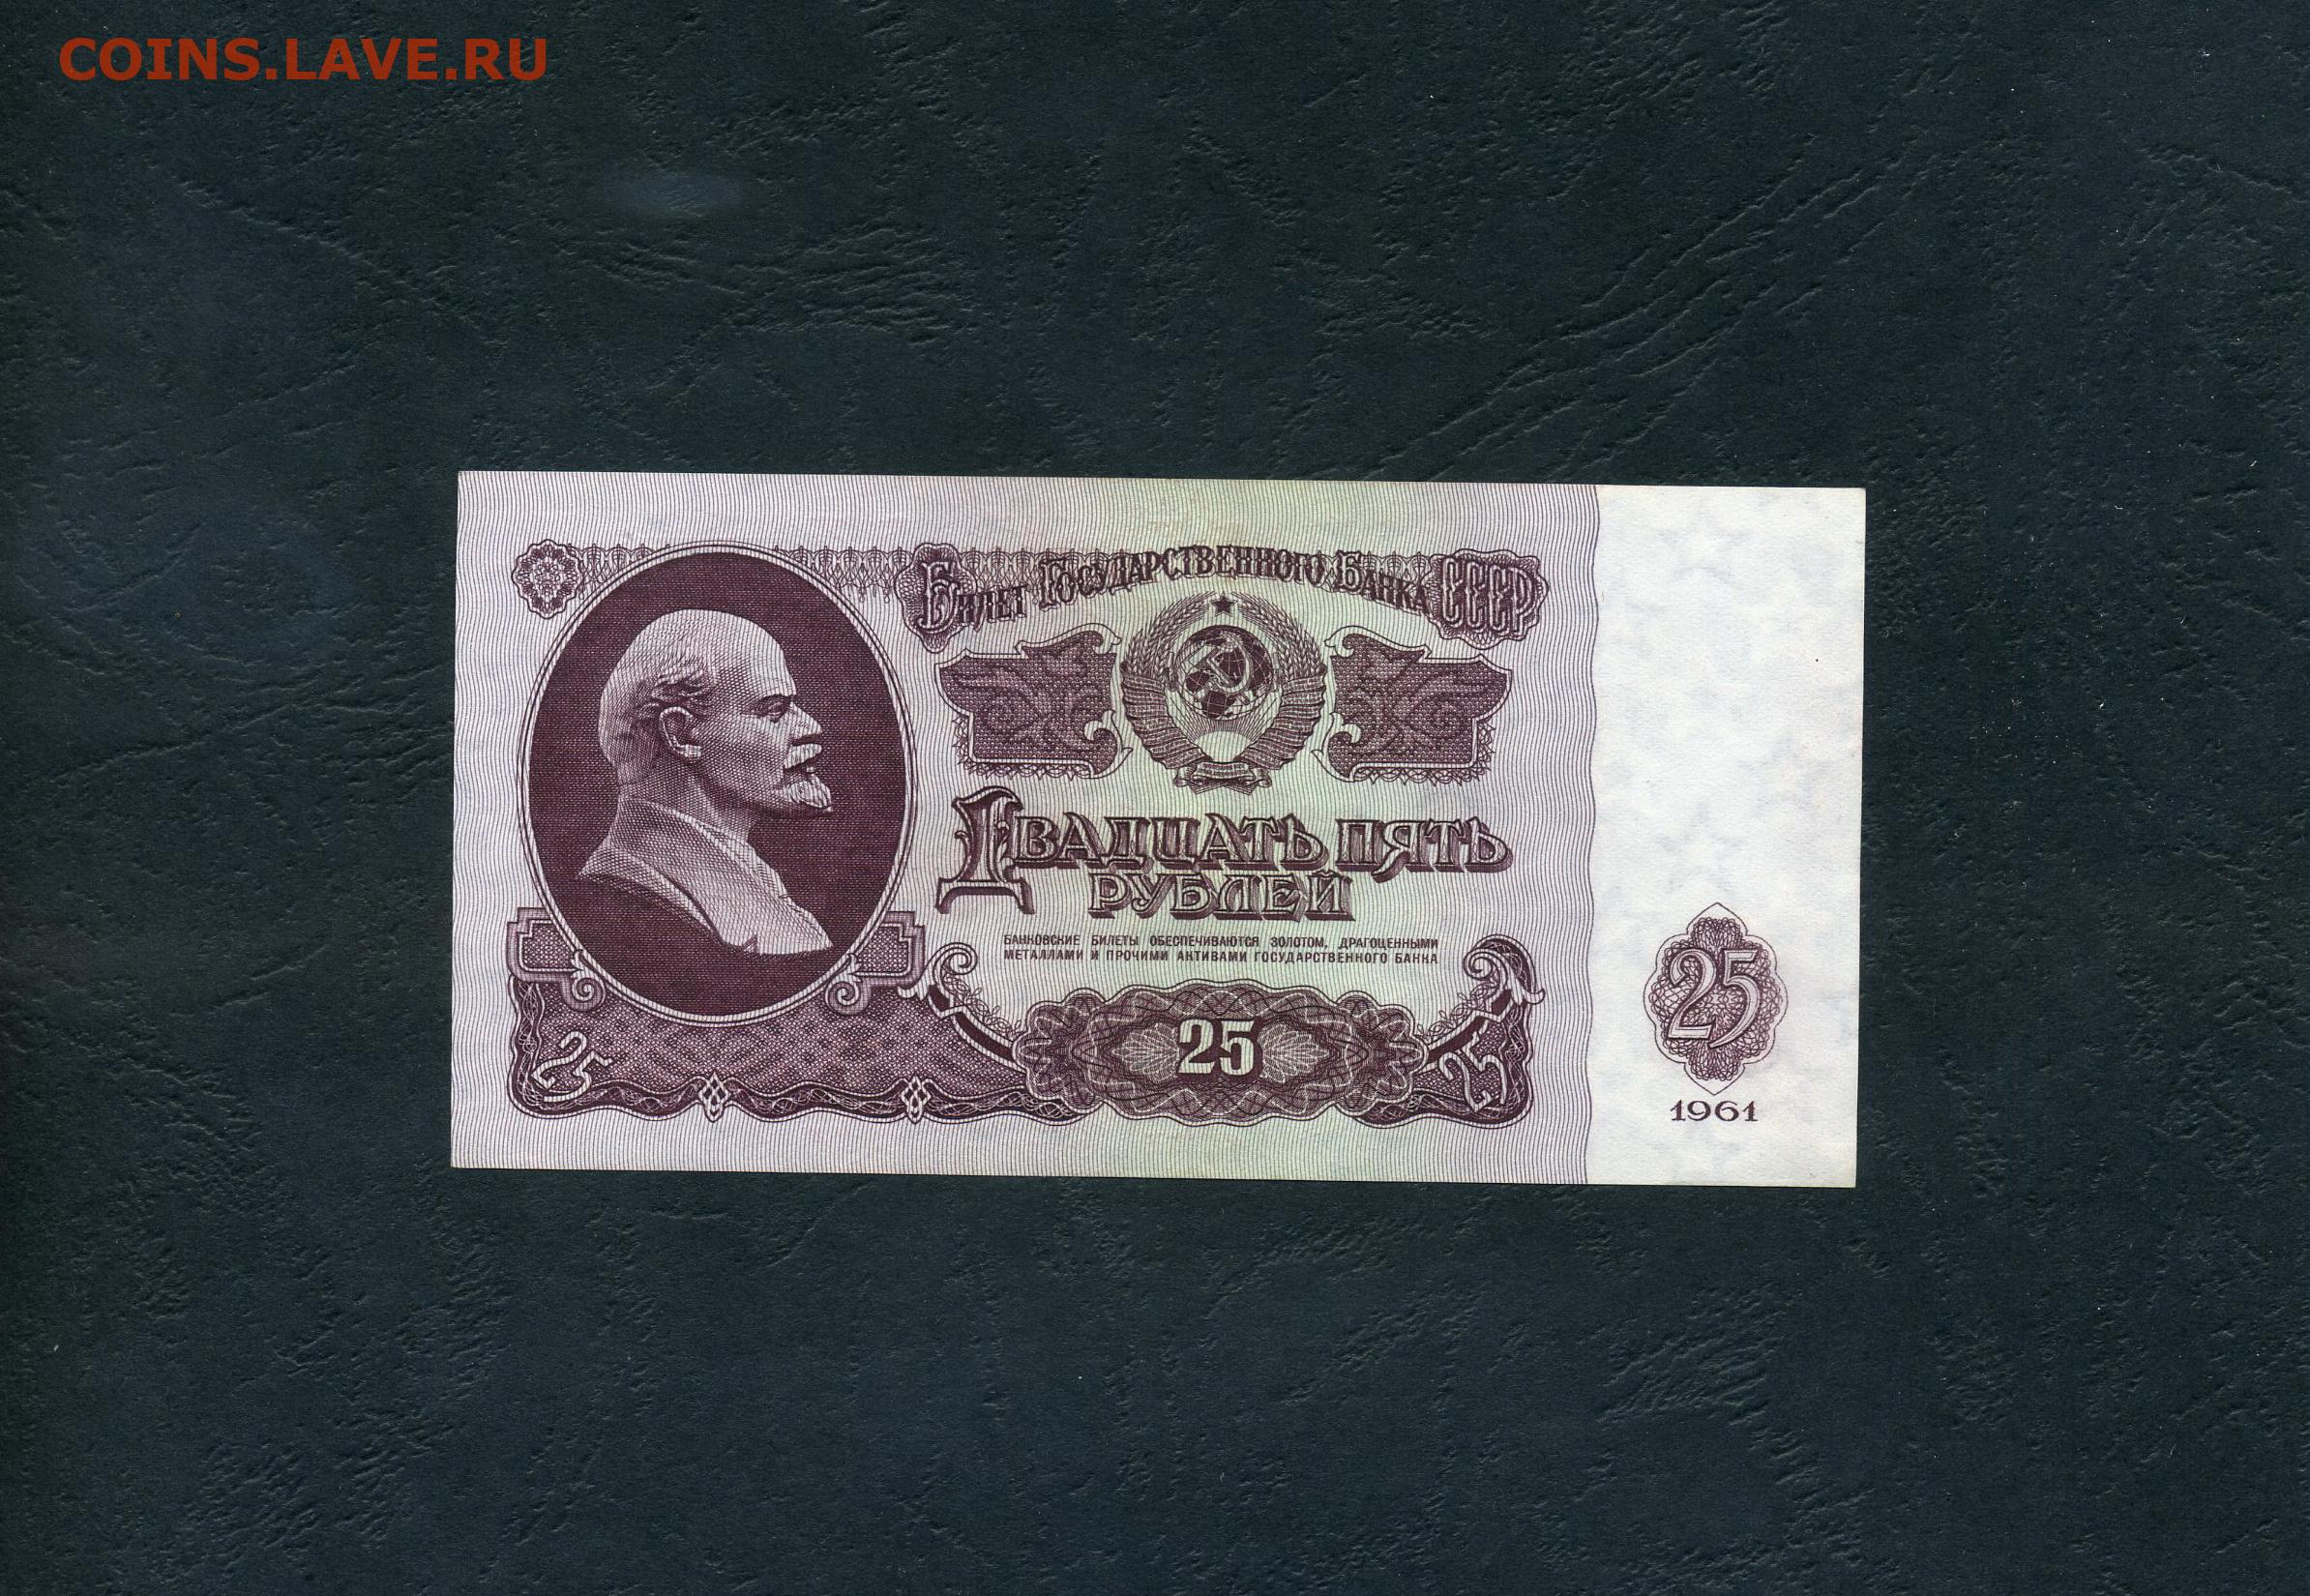 COINS.LAVE.RU
Билет Государственного Банка СССР
Двадцать пять
рублей
БАНКОВСКИЕ БИЛЕТЫ ОБЕСПЕЧИВАЮТСЯ ЗОЛОТОМ, ДРАГОЦЕННЫМИ
МЕТАЛЛАМИ И ПРОЧИМИ АКТИВАМИ ГОСУДАРСТВЕННОГО БАНКА
25
25
25
25
1961